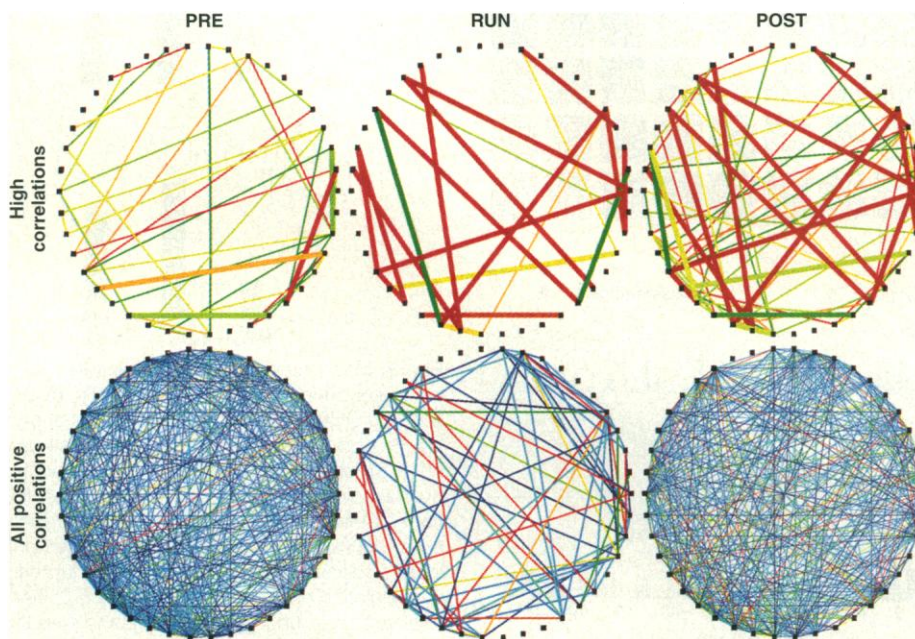 PRE
RUN
POST
High
correlations
All positive
correlations